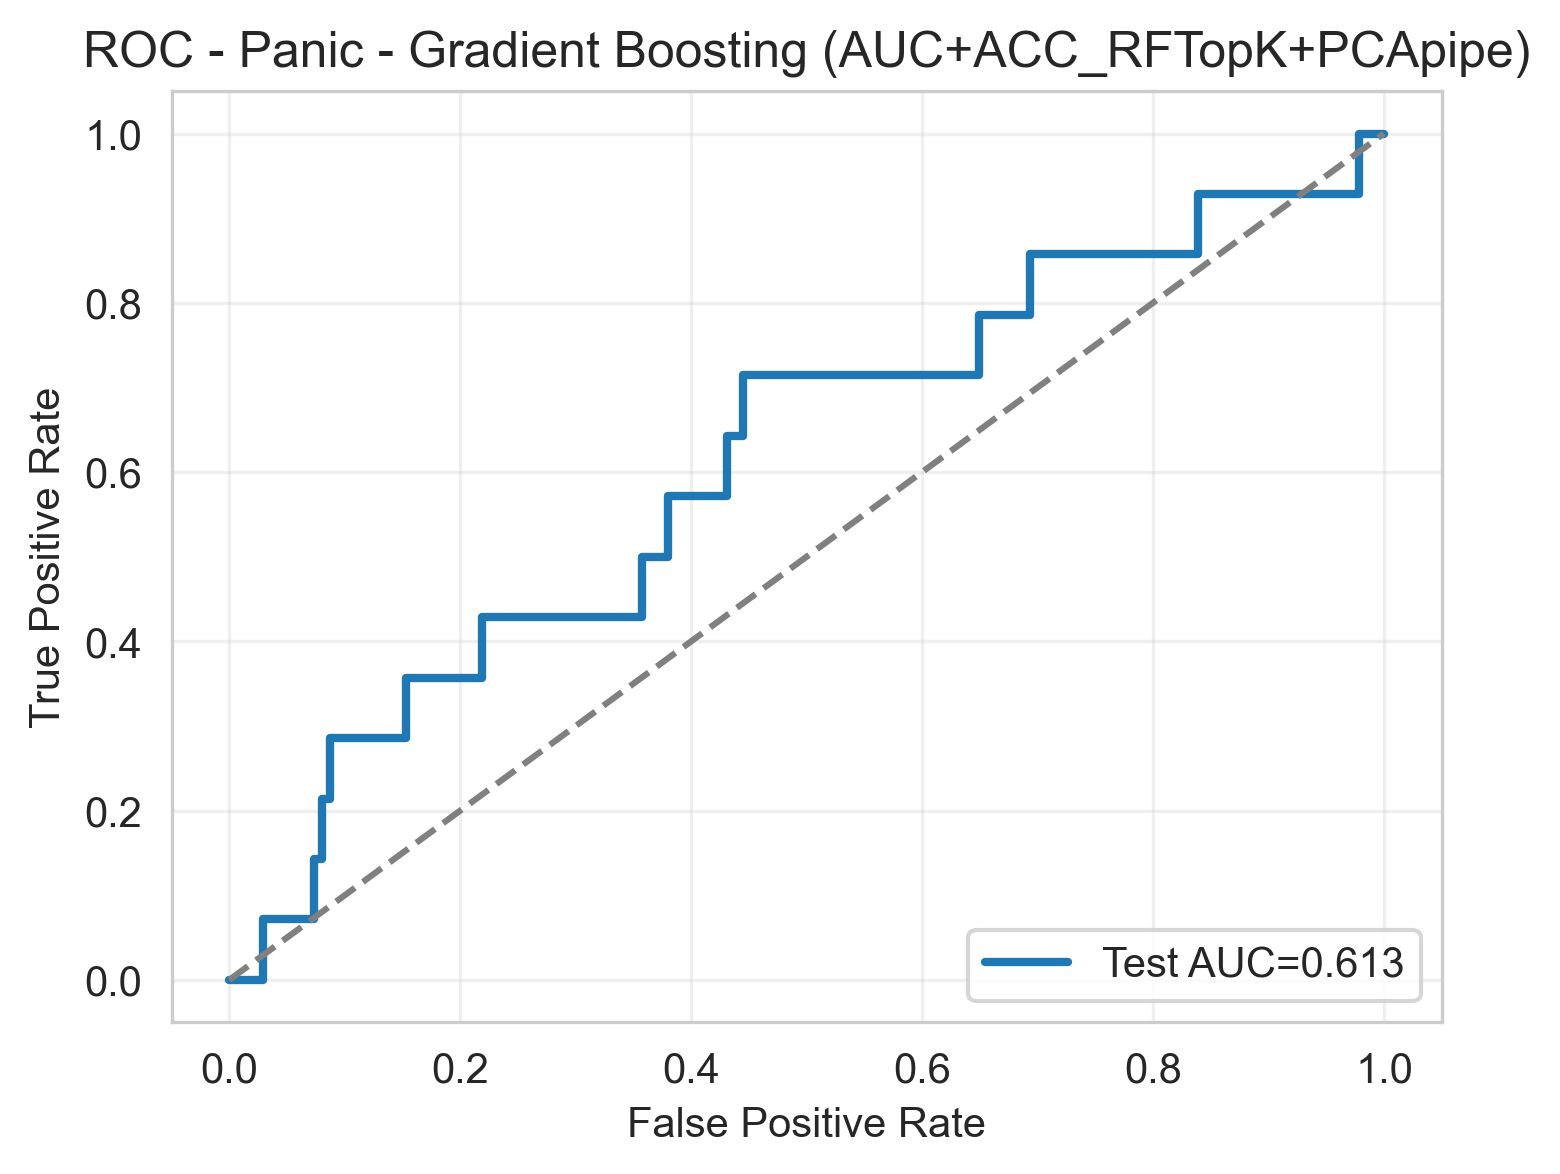 ROC - Panic - Gradient Boosting (AUC+ACC_RFTopK+PCApipe)
1.0
0.8
0.6
0.4
0.2
0.0
True Positive Rate
Test AUC=0.613
0.0 0.2 0.4 0.6 0.8 1.0
False Positive Rate